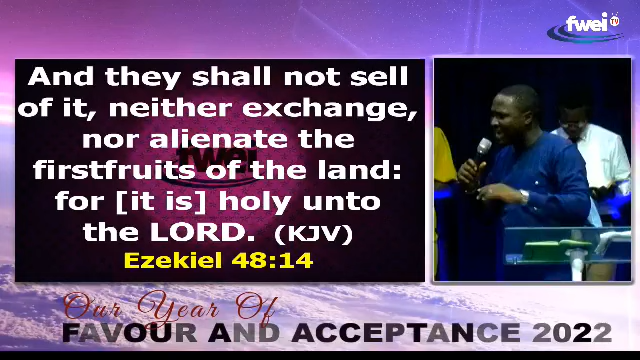 fwei TV
And they shall not sell
of it, neither exchange,
nor alienate the
firstfruits of the land:
for [it is] holy unto
the LORD. (KJV)
Ezekiel 48:14
Our Year Of
FAVOUR AND ACCEPTANCE 2022